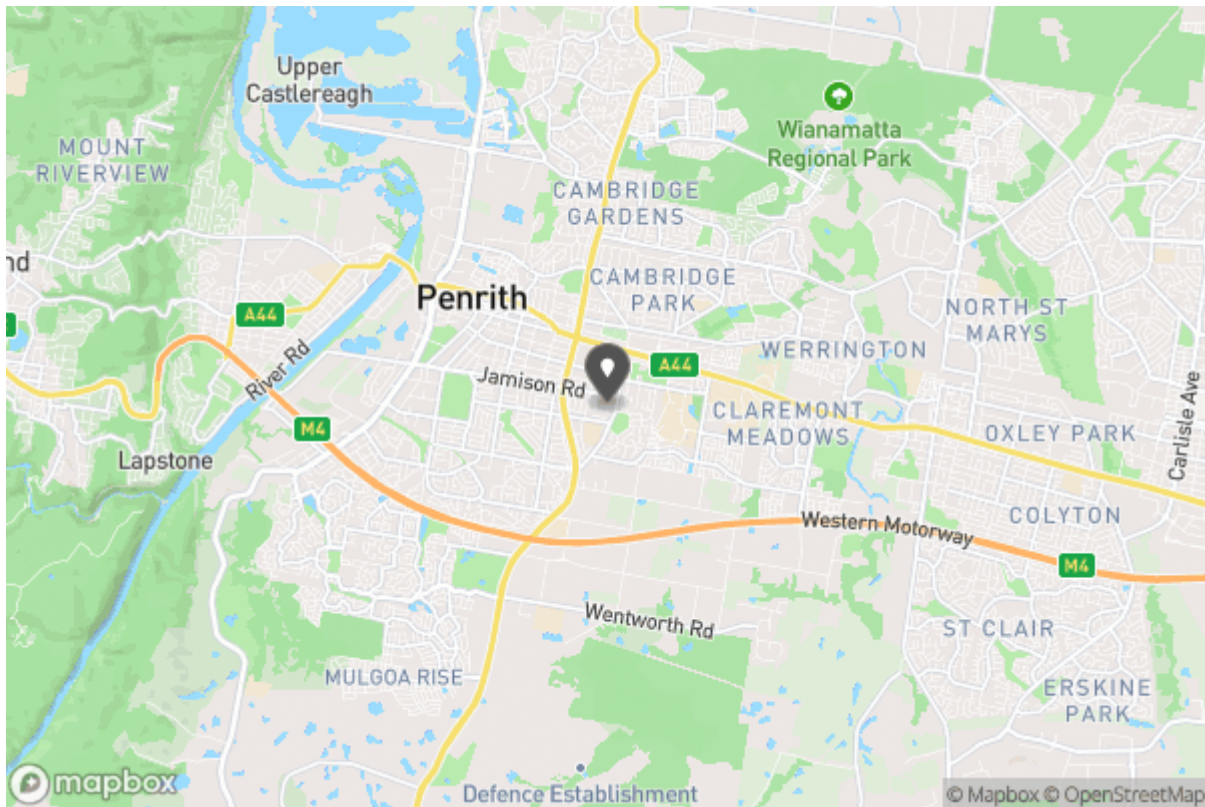 Upper
Castlereagh
MOUNT
RIVERVIEW
Wianamatta
Regional Park
CAMBRIDGE
GARDENS
nd
CAMBRIDGE
PARK
Penrith
NORTH ST
MARYS
A44
WERRINGTON
River Rd
A44
Jamison Rd
CLAREMONT
MEADOWS
Carlisle Ave
M4
OXLEY PARK
Lapstone
COLYTON
Western Motorway
M4
Wentworth Rd
ST CLAIR
MULGOA RISE
ERSKINE
PARK
mapbox
Defence Establishment
© Mapbox © OpenStreetMap